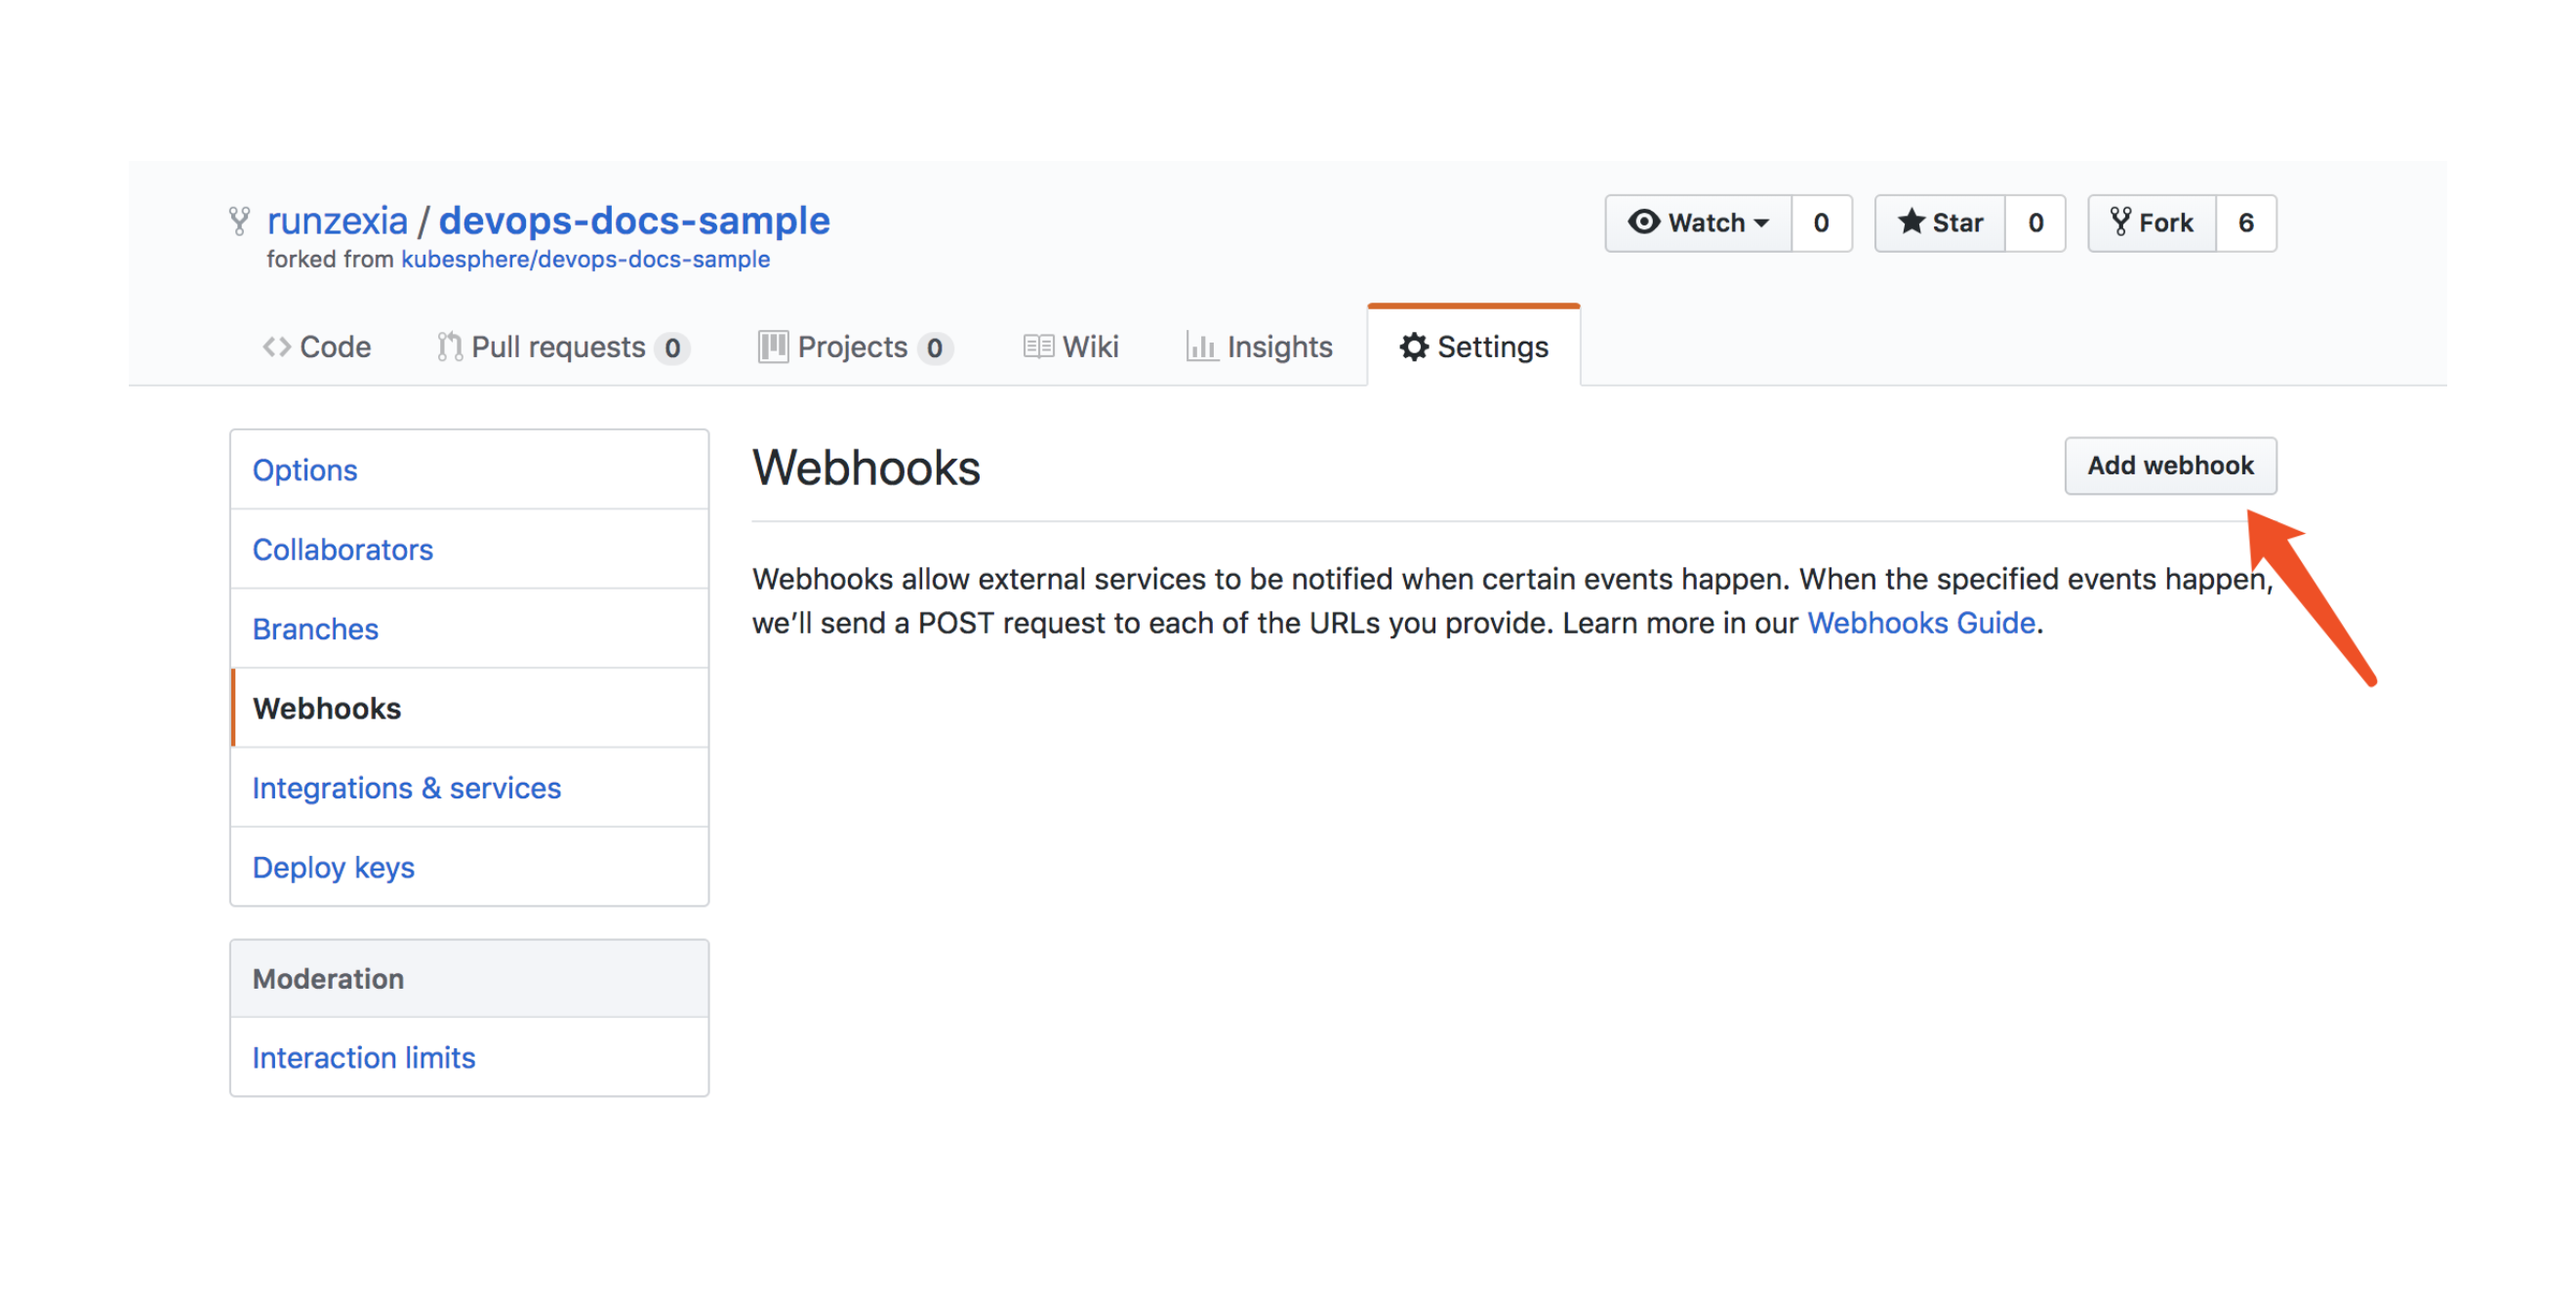 runzexia / devops-docs-sample
forked from kubesphere/devops-docs-sample
Watch 0 Star 0 Fork 6
Code Pull requests 0 Projects 0 Wiki Insights Settings
Options
Collaborators
Branches
Webhooks
Integrations & services
Deploy keys
Moderation
Interaction limits
Webhooks
Add webhook
Webhooks allow external services to be notified when certain events happen. When the specified events happen,
we’ll send a POST request to each of the URLs you provide. Learn more in our Webhooks Guide.